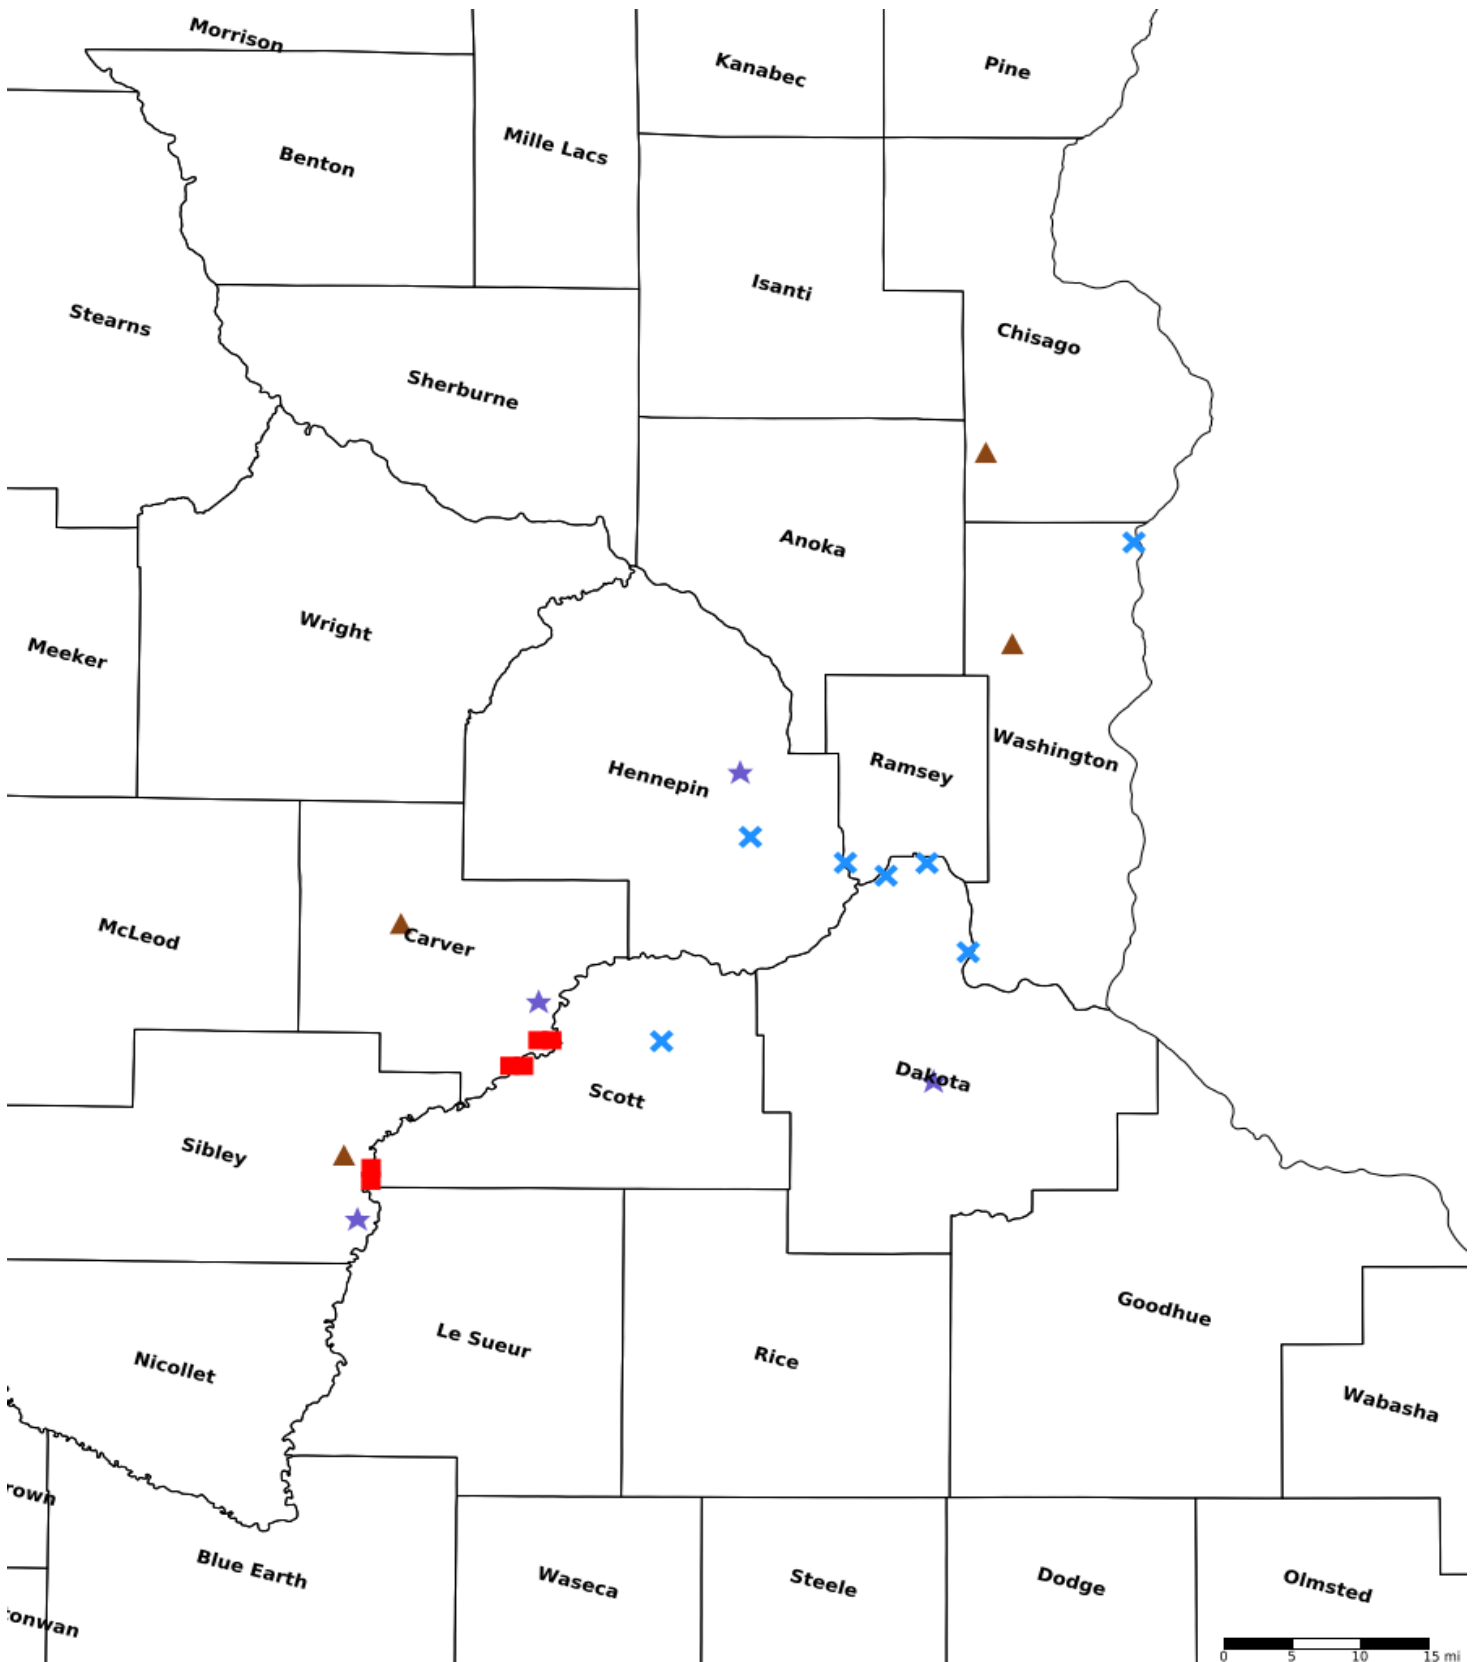 Morrison
Kanabec
Pine
Mille Lacs
Benton
Isanti
Stearns
Chisago
Sherburne
Anoka
Wright
Meeker
Washington
Ramsey
Hennepin
McLeod
Carver
Dakota
Scott
Sibley
Goodhue
Le Sueur
Rice
Nicollet
Wabasha
rown
Blue Earth
Waseca
Steele
Dodge
Olmsted
onwan
0 5 10 15 mi